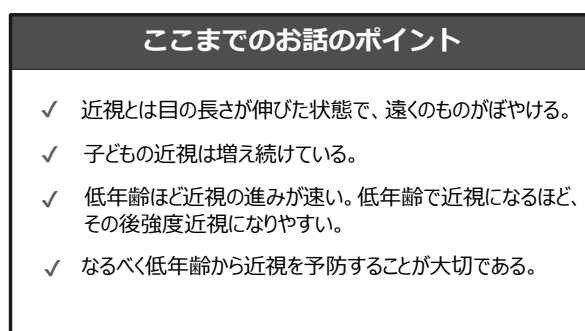 ここまでのお話のポイント
✓ 近視とは目の長さが伸びた状態で、遠くのものがぼやける。
✓ 子どもの近視は増え続けている。
✓ 低年齢ほど近視の進みが速い。低年齢で近視になるほど、
その後強度近視になりやすい。
✓ なるべく低年齢から近視を予防することが大切である。